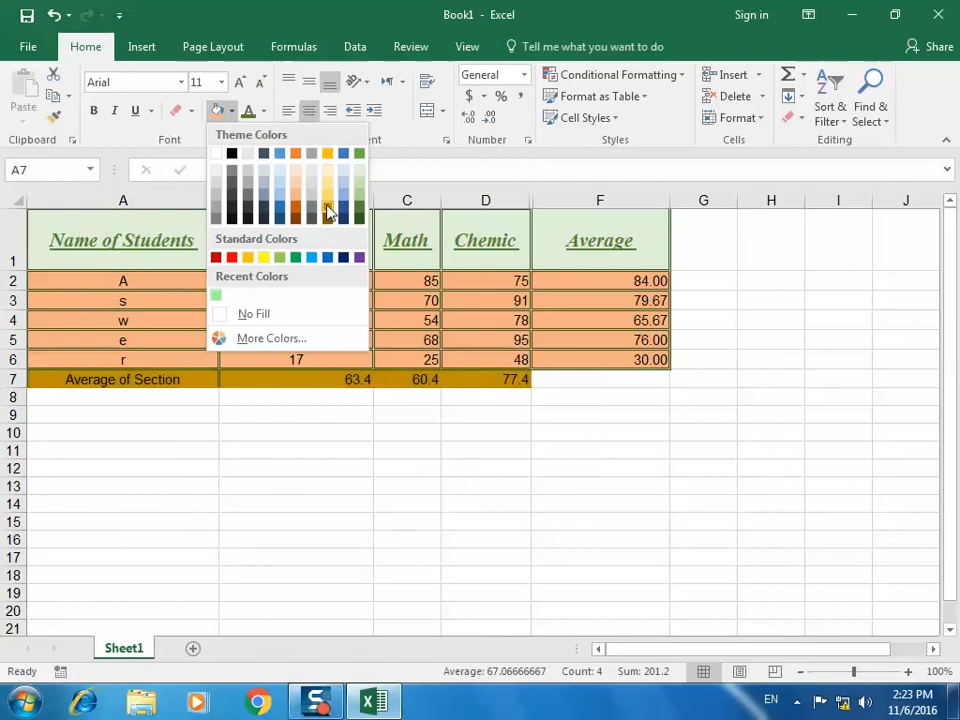 Book1 - Excel
Sign in
File
Home
Insert
Page Layout
Formulas
Data
Review
View
Tell me what you want to do
Share
Paste
Clipboard
Arial
11
B
I
U
A
Font
General
$
%
Number
Conditional Formatting
Format as Table
Cell Styles
Styles
Insert
Delete
Format
Cells
Sort &
Filter
Find &
Select
Editing
Theme Colors
Standard Colors
Recent Colors
No Fill
More Colors...
A7
fx
A C D E F G H I J
1 Name of Students Math Chemic Average
2 A 85 75 84.00
3 s 70 91 79.67
4 w 54 78 65.67
5 e 68 95 76.00
6 r 17 25 48 30.00
7 Average of Section 63.4 60.4 77.4
8
9
10
11
12
13
14
15
16
17
18
19
20
21
Sheet1
Ready
Average: 67.06666667
Count: 4
Sum: 201.2
100%
EN
2:23 PM
11/6/2016